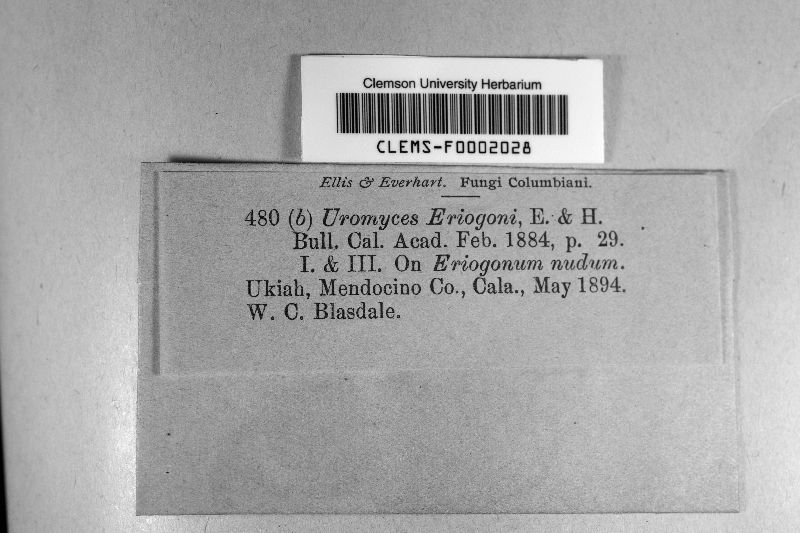 Clemson University Herbarium
CLEMS-F0002028
Ellis & Everhart. Fungi Columbiani.
480 (b) Uromyces Eriogoni, E. & H.
Bull. Cal. Acad. Feb. 1884, p. 29.
I. & III. On Eriogonum nudum.
Ukiah, Mendocino Co., Cala., May 1894.
W. C. Blasdale.